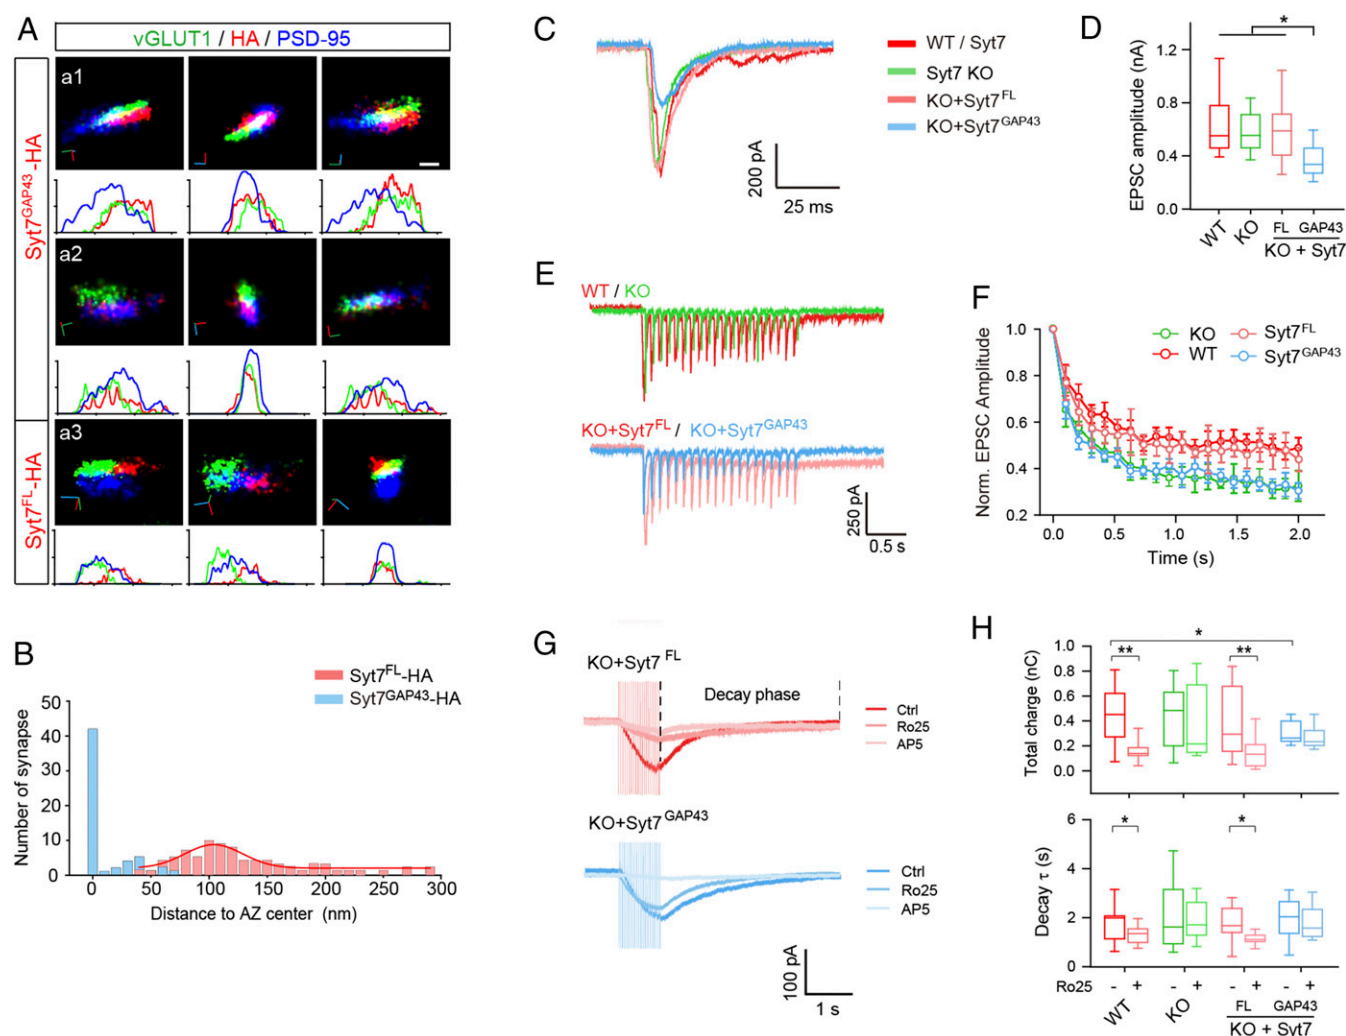 A
vGLUT1 / HA / PSD-95
Syt7GAP43-HA
a1
a2
Syt7FL-HA
a3
B
Syt7FL-HA
Syt7GAP43-HA
Number of synapse
50
40
30
20
10
0
0
50
100
150
200
250
300
Distance to AZ center (nm)
C
WT / Syt7
Syt7 KO
KO+Syt7FL
KO+Syt7GAP43
200 pA
25 ms
D
*
EPSC amplitude (nA)
1.2
0.8
0.4
0.0
WT
KO
FL
GAP43
KO + Syt7
E
WT / KO
KO+Syt7FL / KO+Syt7GAP43
250 pA
0.5 s
F
KO
WT
Syt7FL
Syt7GAP43
Norm. EPSC Amplitude
1.0
0.8
0.6
0.4
0.2
0.0
0.5
1.0
1.5
2.0
Time (s)
G
KO+Syt7 FL
Decay phase
Ctrl
Ro25
AP5
KO+Syt7 GAP43
Ctrl
Ro25
AP5
100 pA
1 s
H
*
**
**
Total charge (nC)
1.0
0.8
0.6
0.4
0.2
0.0
*
*
Decay τ (s)
6
4
2
0
Ro25 - + - + - + - +
WT
KO
FL
GAP43
KO + Syt7